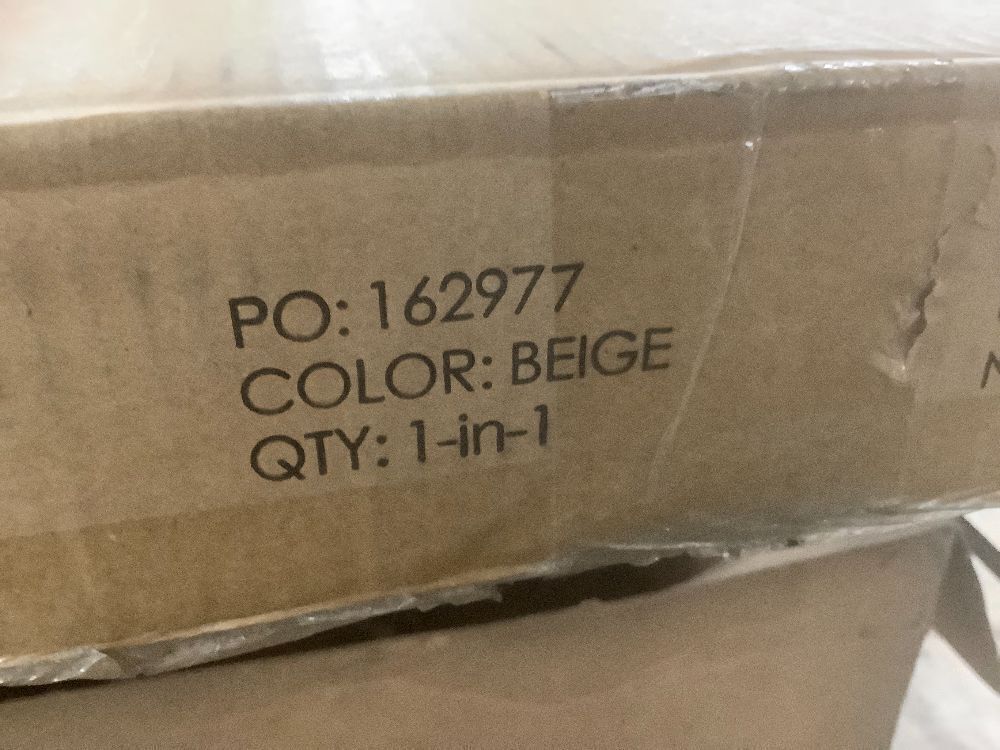 PO: 162977
COLOR: BEIGE
QTY: 1-in-1